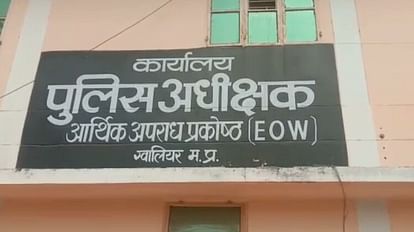 कार्यालय
पुलिस अधीक्षक
आर्थिक अपराध प्रकोष्ठ (EOW)
ग्वालियर म.प्र.